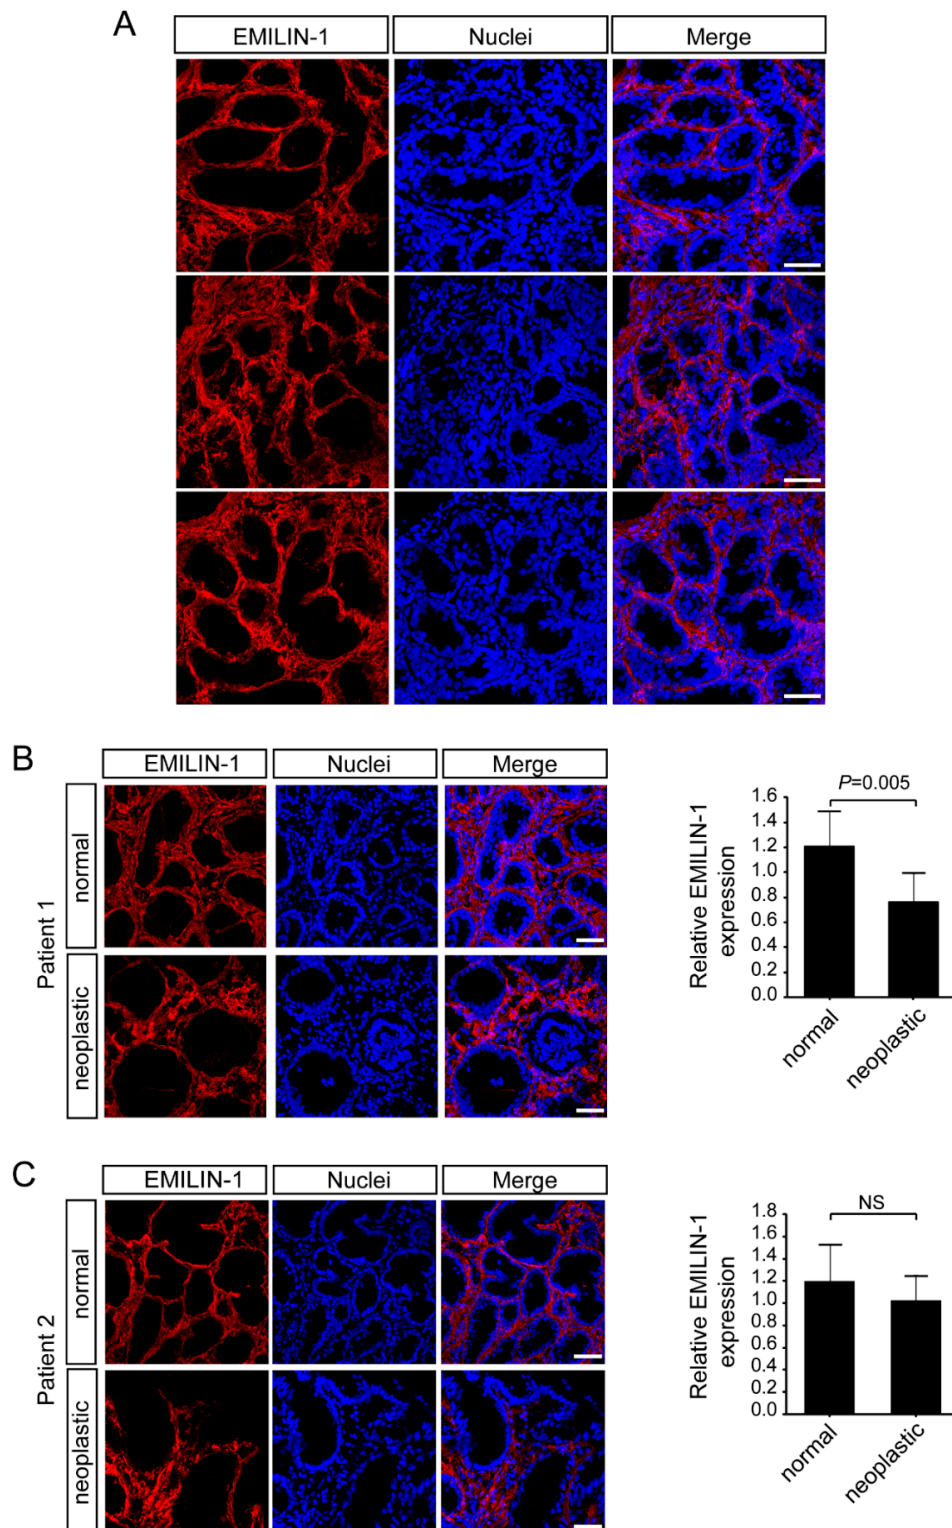 A
EMILIN-1 Nuclei Merge
B
EMILIN-1 Nuclei Merge
Patient 1
normal
neoplastic
P=0.005
Relative EMILIN-1
expression
1.6
1.4
1.2
1.0
0.8
0.6
0.4
0.2
0.0
normal
neoplastic
C
EMILIN-1 Nuclei Merge
Patient 2
normal
neoplastic
NS
Relative EMILIN-1
expression
1.8
1.6
1.4
1.2
1.0
0.8
0.6
0.4
0.2
0.0
normal
neoplastic